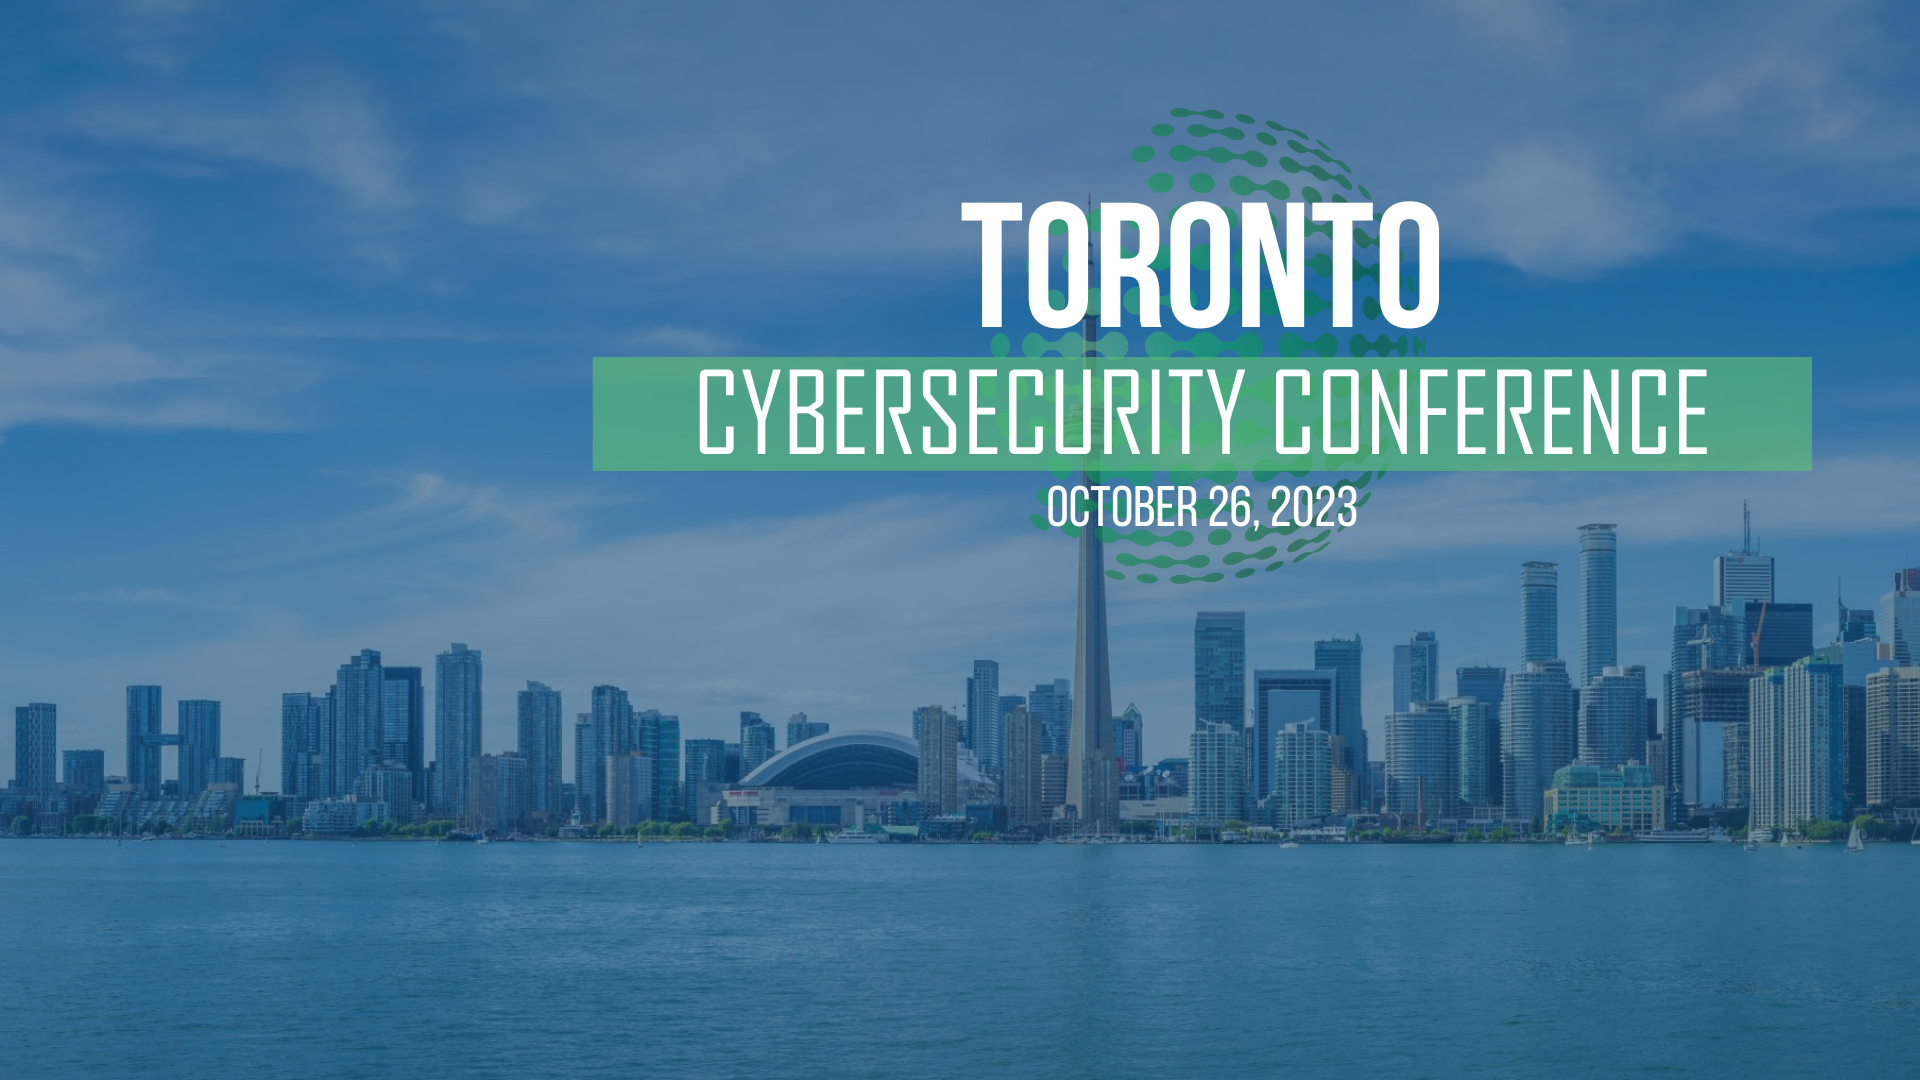 TORONTO
CYBERSECURITY CONFERENCE
OCTOBER 26, 2023